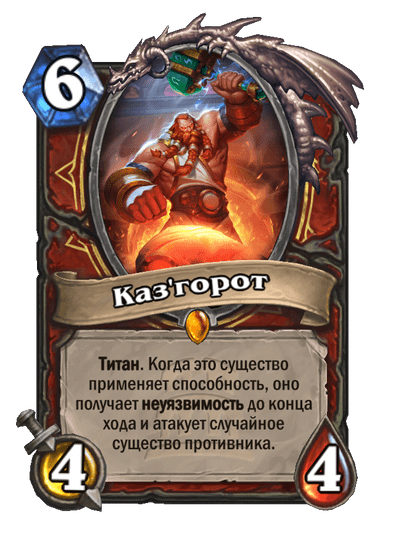 6
Каз'горот
Титан. Когда это существо
применяет способность, оно
получает неуязвимость до конца
хода и атакует случайное
существо противника.
4
4